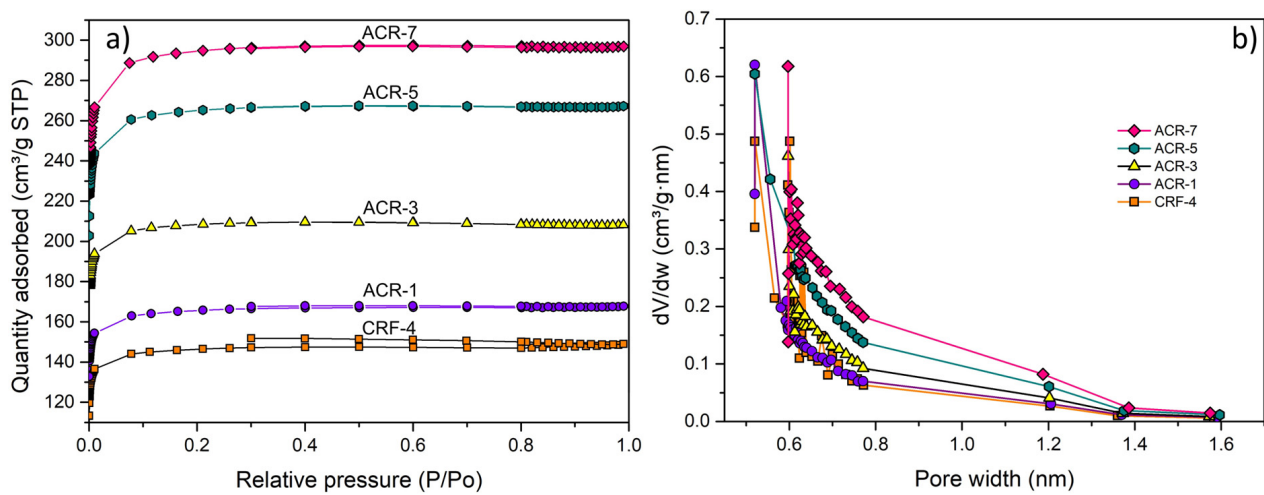 a)
Quantity adsorbed (cm³/g STP)
300
280
260
240
220
200
180
160
140
120
ACR-7
ACR-5
ACR-3
ACR-1
CRF-4
0.0
0.2
0.4
0.6
0.8
1.0
Relative pressure (P/Po)
b)
dV/dw (cm³/g·nm)
0.7
0.6
0.5
0.4
0.3
0.2
0.1
0.0
ACR-7
ACR-5
ACR-3
ACR-1
CRF-4
0.6
0.8
1.0
1.2
1.4
1.6
Pore width (nm)